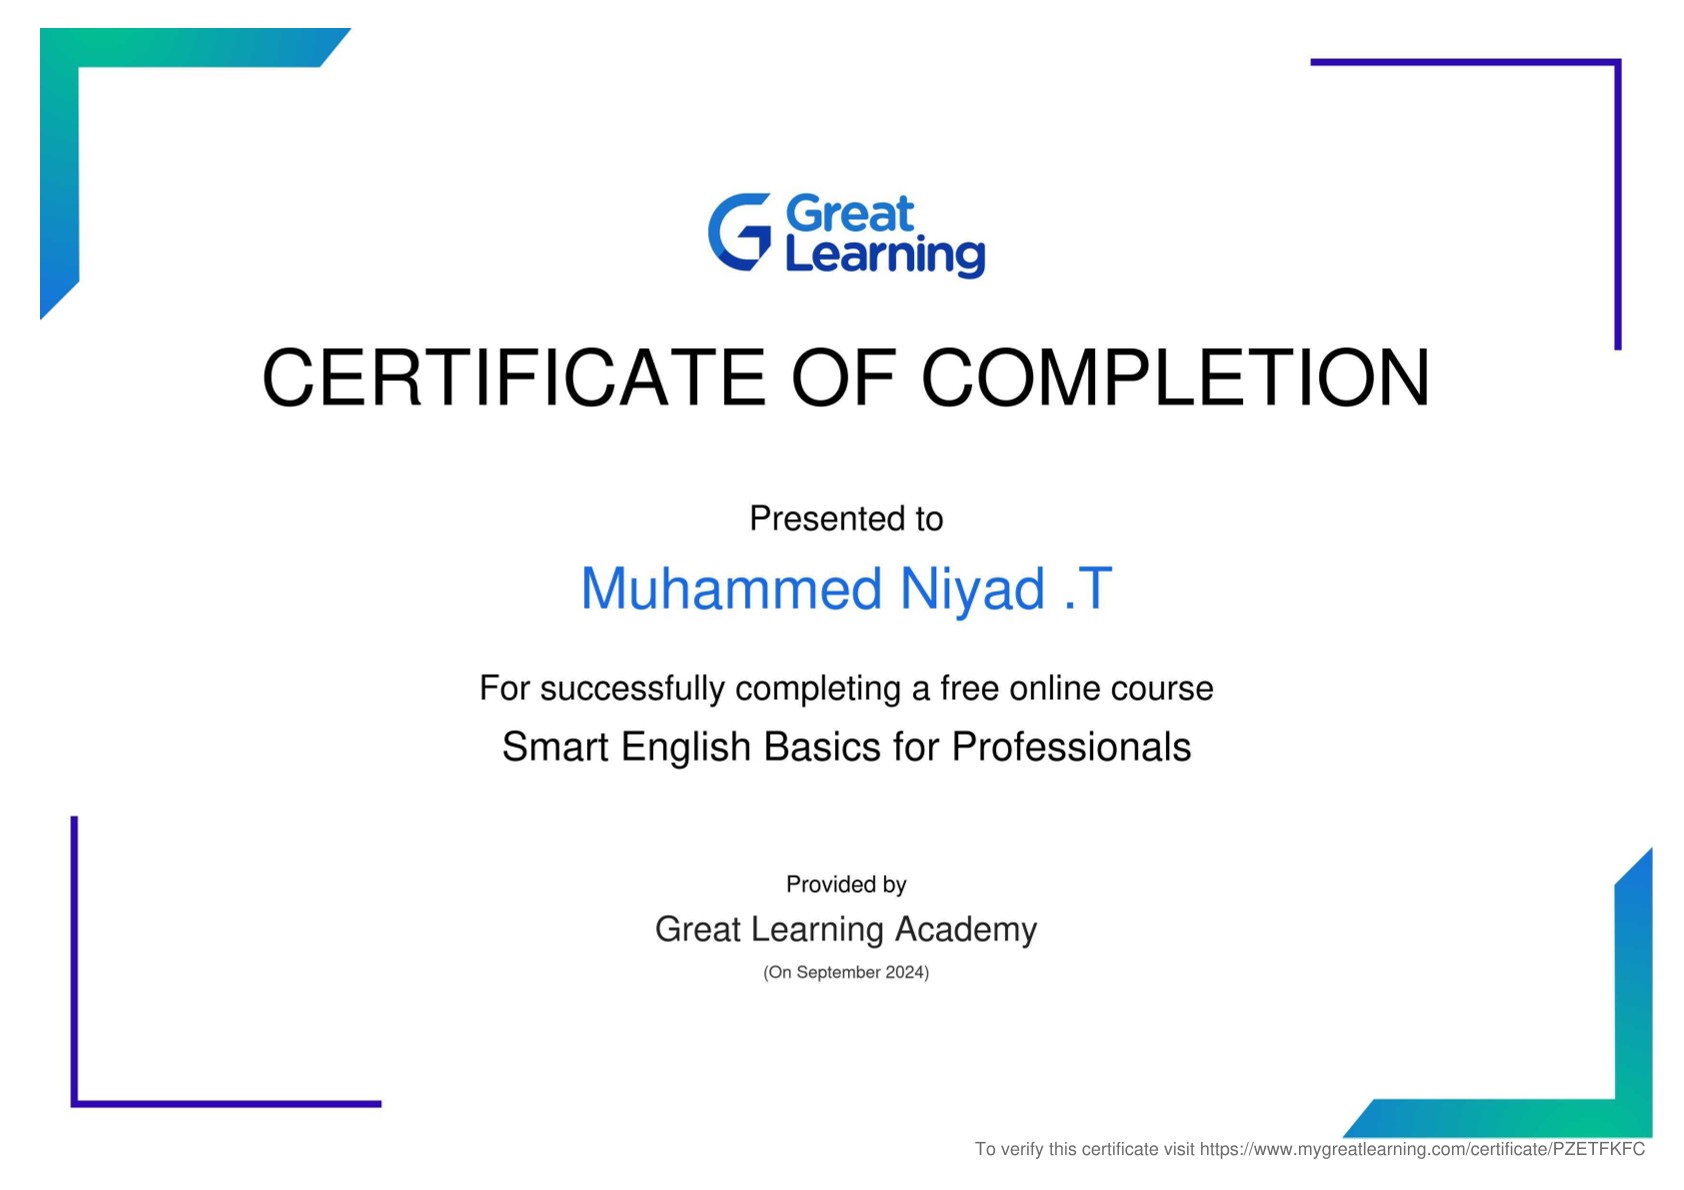 Great
Learning
CERTIFICATE OF COMPLETION
Presented to
Muhammed Niyad .T
For successfully completing a free online course
Smart English Basics for Professionals
Provided by
Great Learning Academy
(On September 2024)
To verify this certificate visit https://www.mygreatlearning.com/certificate/PZETFKFC